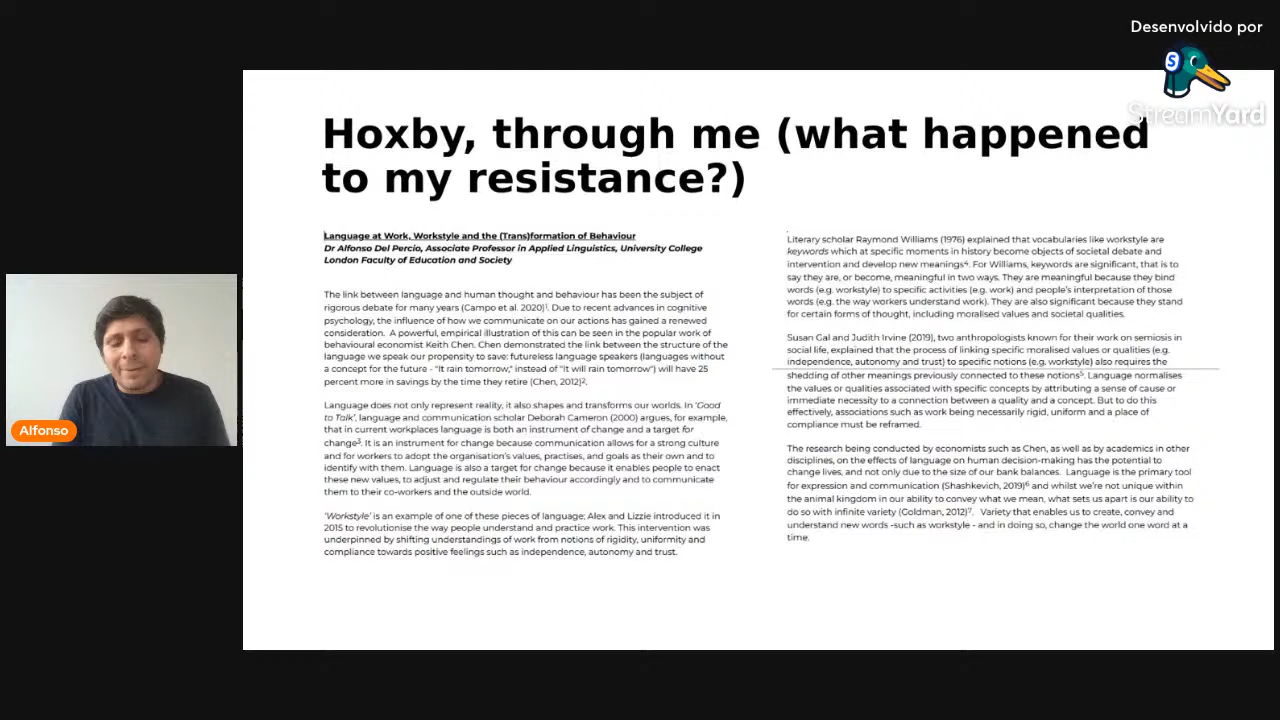 Desenvolvido por
StreamYard
Hoxby, through me (what happened
to my resistance?)
Language at Work, Workstyle and the (Trans)formation of Behaviour
Dr Alfonso Del Percio, Associate Professor in Applied Linguistics, University College
London Faculty of Education and Society
The link between language and human thought and behaviour has been the subject of
rigorous debate for many years (Campo et al. 2020)¹. Due to recent advances in cognitive
psychology, the influence of how we communicate on our actions has gained a renewed
consideration. A powerful, empirical illustration of this can be seen in the popular work of
behavioural economist Keith Chen. Chen demonstrated the link between the structure of the
language we speak our propensity to save: futureless language speakers (languages without
a concept for the future - "It rain tomorrow," instead of "It will rain tomorrow") will have 25
percent more in savings by the time they retire (Chen, 2012)².
Language does not only represent reality, it also shapes and transforms our worlds. In 'Good
to Talk', language and communication scholar Deborah Cameron (2000) argues, for example,
that in current workplaces language is both an instrument of change and a target for
change³. It is an instrument for change because communication allows for a strong culture
and for workers to adopt the organisation's values, practises, and goals as their own and to
identify with them. Language is also a target for change because it enables people to enact
these new values, to adjust and regulate their behaviour accordingly and to communicate
them to their co-workers and the outside world.
'Workstyle' is an example of one of these pieces of language; Alex and Lizzie introduced it in
2015 to revolutionise the way people understand and practice work. This intervention was
underpinned by shifting understandings of work from notions of rigidity, uniformity and
compliance towards positive feelings such as independence, autonomy and trust.
Literary scholar Raymond Williams (1976) explained that vocabularies like workstyle are
keywords which at specific moments in history become objects of societal debate and
intervention and develop new meanings⁴. For Williams, keywords are significant, that is to
say they are, or become, meaningful in two ways. They are meaningful because they bind
words (e.g. workstyle) to specific activities (e.g. work) and people's interpretation of those
words (e.g. the way workers understand work). They are also significant because they stand
for certain forms of thought, including moralised values and societal qualities.
Susan Gal and Judith Irvine (2019), two anthropologists known for their work on semiosis in
social life, explained that the process of linking specific moralised values or qualities (e.g.
independence, autonomy and trust) to specific notions (e.g. workstyle) also requires the
shedding of other meanings previously connected to these notions⁵. Language normalises
the values or qualities associated with specific concepts by attributing a sense of cause or
immediate necessity to a connection between a quality and a concept. But to do this
effectively, associations such as work being necessarily rigid, uniform and a place of
compliance must be reframed.
The research being conducted by economists such as Chen, as well as by academics in other
disciplines, on the effects of language on human decision-making has the potential to
change lives, and not only due to the size of our bank balances. Language is the primary tool
for expression and communication (Shashkevich, 2019)⁶ and whilst we're not unique within
the animal kingdom in our ability to convey what we mean, what sets us apart is our ability to
do so with infinite variety (Goldman, 2012)⁷. Variety that enables us to create, convey and
understand new words -such as workstyle - and in doing so, change the world one word at a
time.
Alfonso